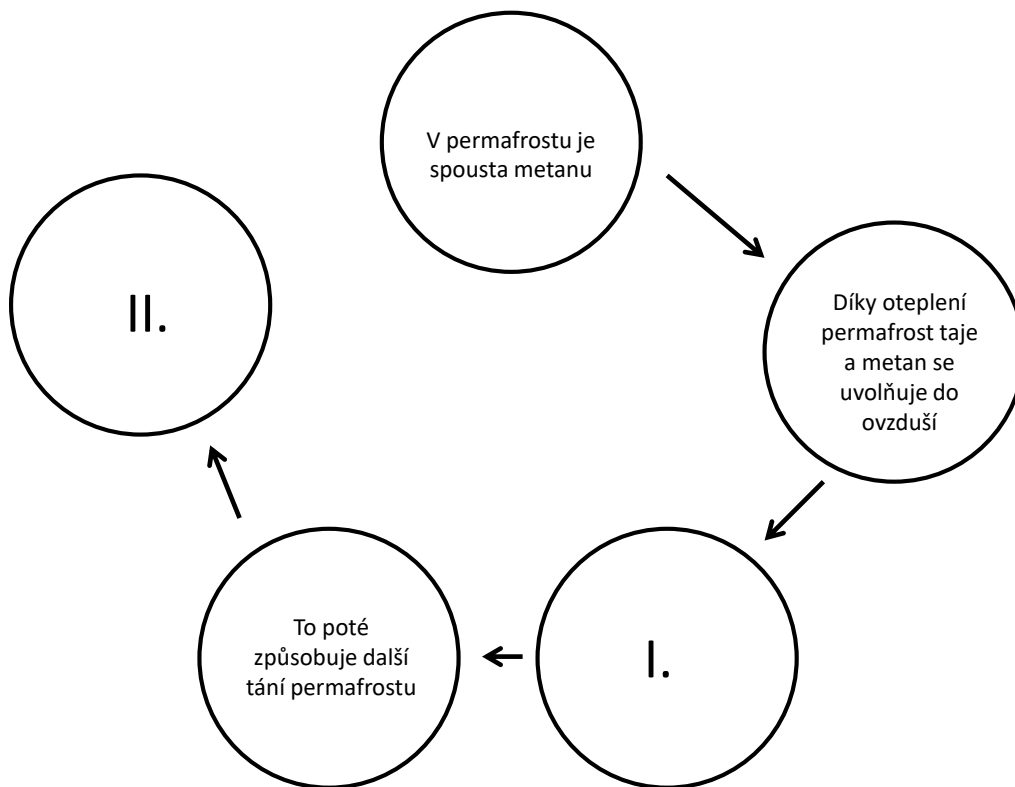 V permafrostu je
spousta metanu
Díky oteplení
permafrost taje
a metan se
uvolňuje do
ovzduší
I.
To poté
způsobuje další
tání permafrostu
II.